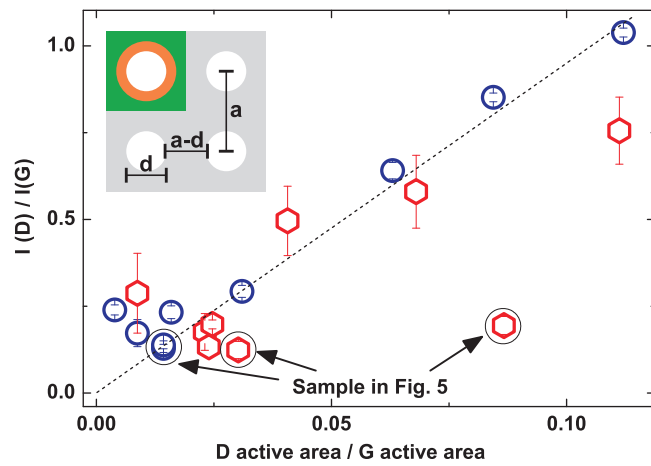 I (D) / I(G)
1.0
0.5
0.0
a
a-d
d
Sample in Fig. 5
0.00
0.05
0.10
D active area / G active area